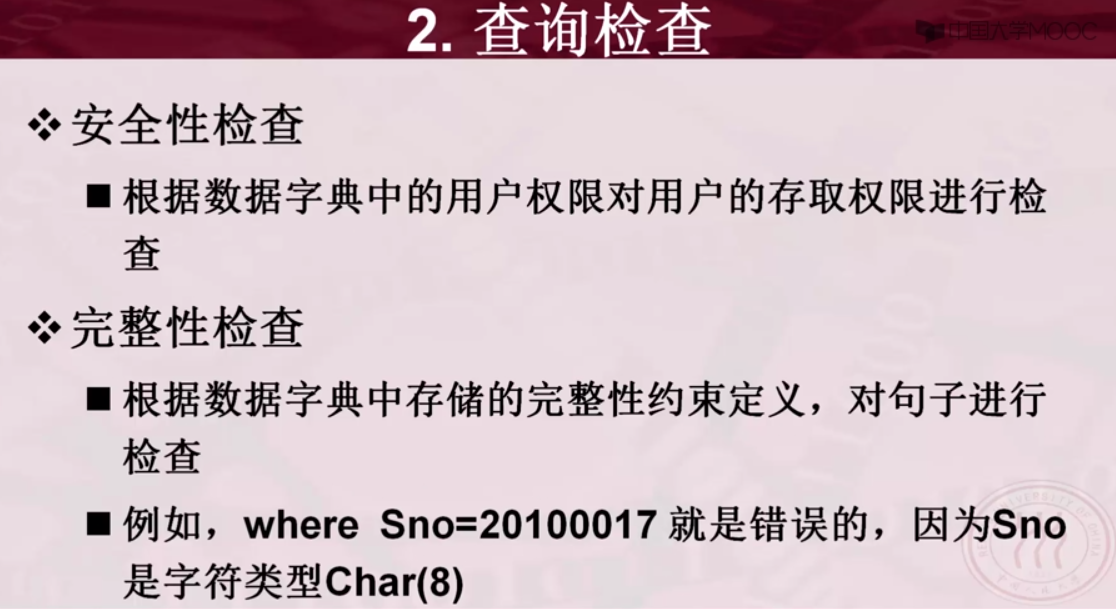 2. 查询检查
中国大学MOOC
❖安全性检查
■ 根据数据字典中的用户权限对用户的存取权限进行检
查
❖完整性检查
■ 根据数据字典中存储的完整性约束定义，对句子进行
检查
■ 例如，where Sno=20100017 就是错误的，因为Sno
是字符类型Char(8)